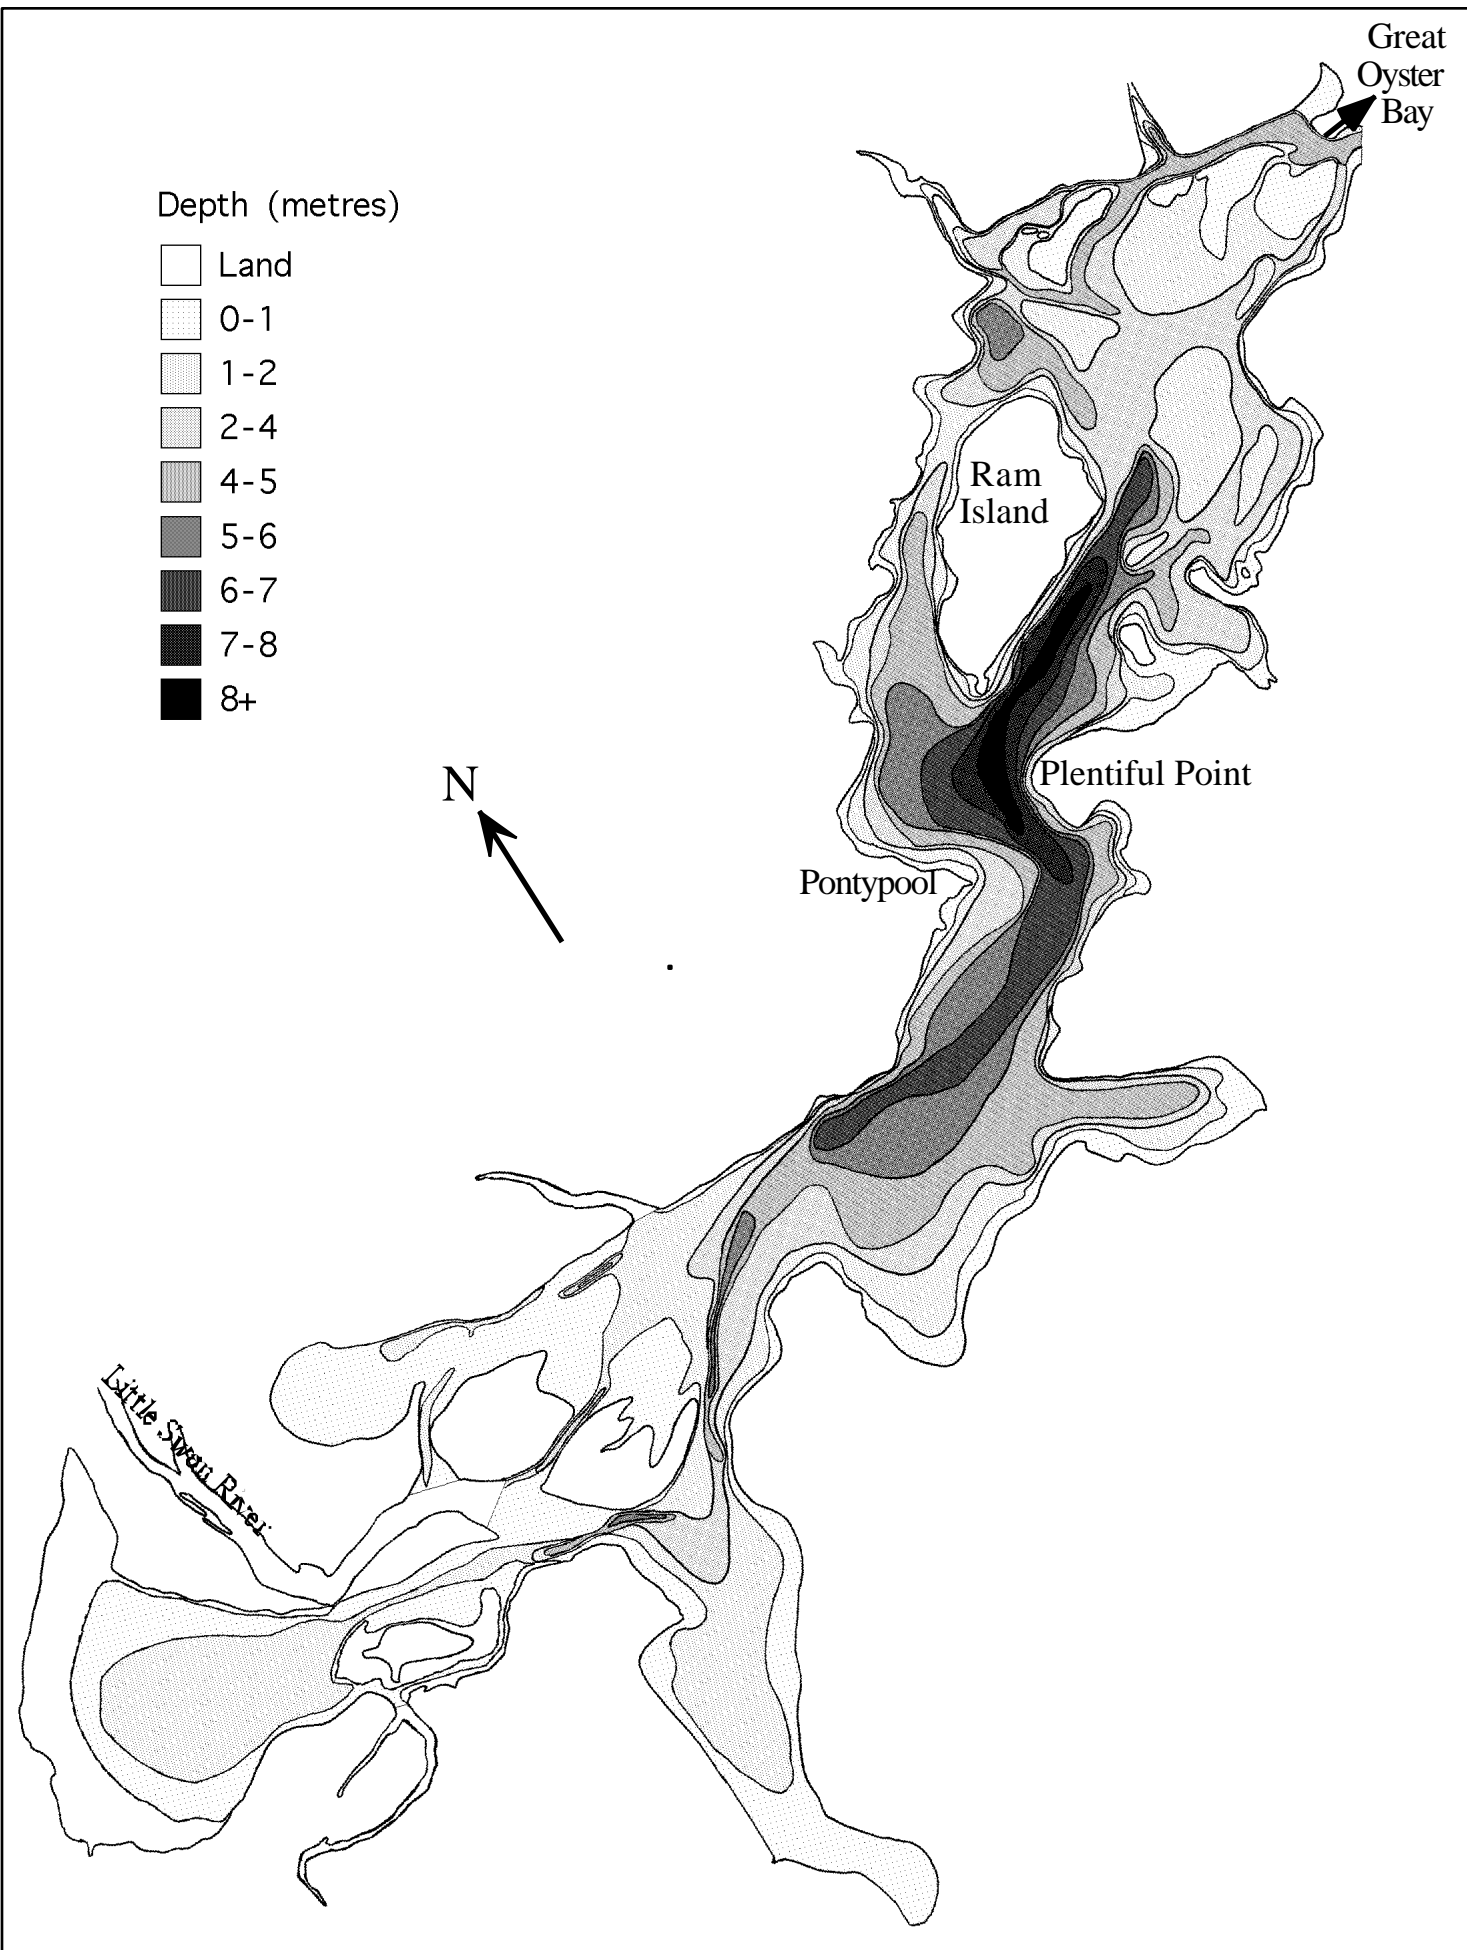 Great
Oyster
Bay
Depth (metres)
Land
0-1
1-2
2-4
4-5
5-6
6-7
7-8
8+
Ram
Island
N
Plentiful Point
Pontypool
Little Swan River